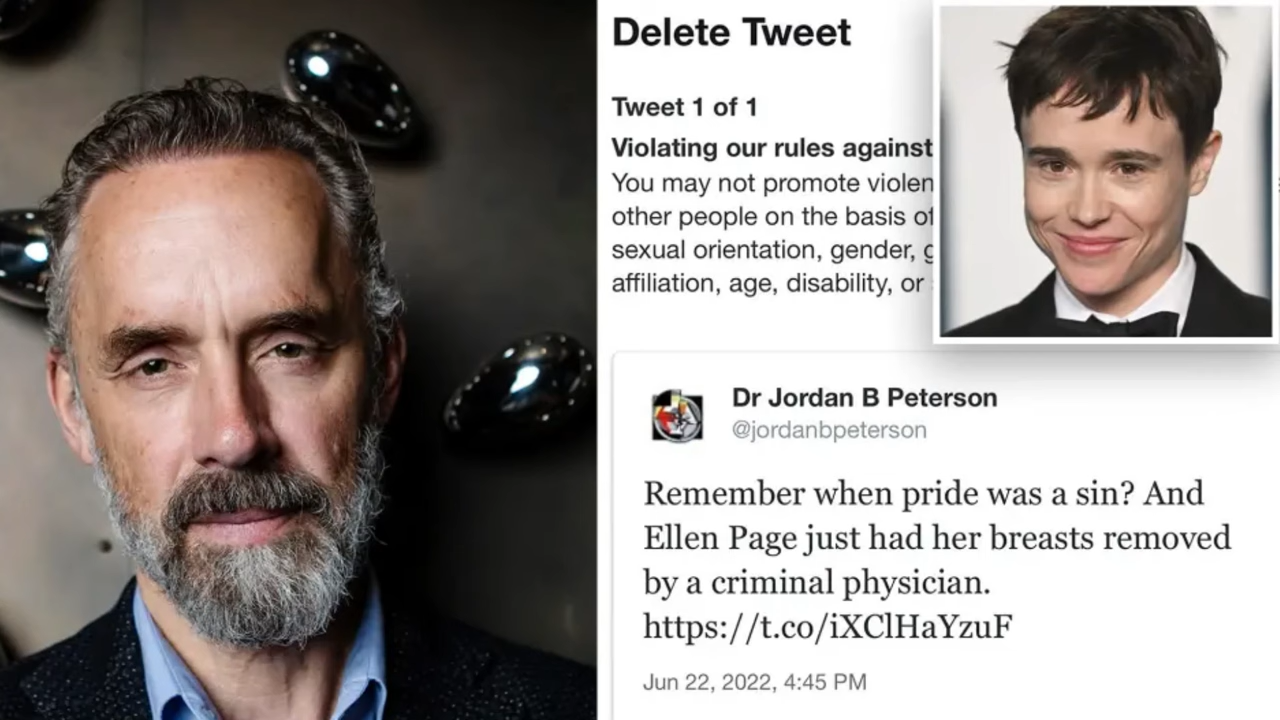 Delete Tweet
Tweet 1 of 1
Violating our rules against
You may not promote violen
other people on the basis of
sexual orientation, gender, g
affiliation, age, disability, or
Dr Jordan B Peterson
@jordanbpeterson
Remember when pride was a sin? And
Ellen Page just had her breasts removed
by a criminal physician.
https://t.co/iXClHaYzuF
Jun 22, 2022, 4:45 PM